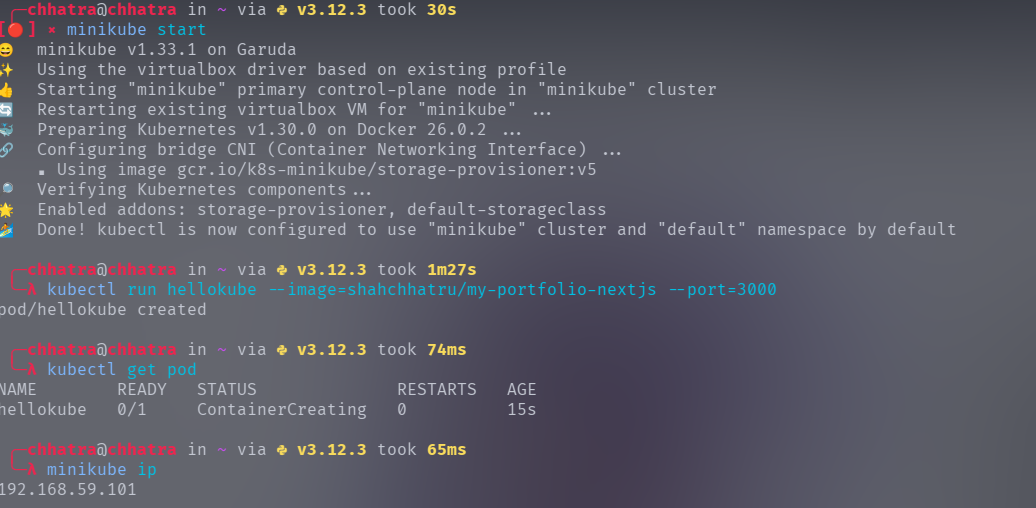 chhatra@chhatra in ~ via v3.12.3 took 30s
[🔴] × minikube start
😄 minikube v1.33.1 on Garuda
✨ Using the virtualbox driver based on existing profile
👍 Starting "minikube" primary control-plane node in "minikube" cluster
🔄 Restarting existing virtualbox VM for "minikube" ...
🐳 Preparing Kubernetes v1.30.0 on Docker 26.0.2 ...
🔗 Configuring bridge CNI (Container Networking Interface) ...
▪ Using image gcr.io/k8s-minikube/storage-provisioner:v5
🔎 Verifying Kubernetes components...
🌟 Enabled addons: storage-provisioner, default-storageclass
🏄 Done! kubectl is now configured to use "minikube" cluster and "default" namespace by default
chhatra@chhatra in ~ via v3.12.3 took 1m27s
λ kubectl run hellokube --image=shahchhatru/my-portfolio-nextjs --port=3000
pod/hellokube created
chhatra@chhatra in ~ via v3.12.3 took 74ms
λ kubectl get pod
NAME READY STATUS RESTARTS AGE
hellokube 0/1 ContainerCreating 0 15s
chhatra@chhatra in ~ via v3.12.3 took 65ms
λ minikube ip
192.168.59.101